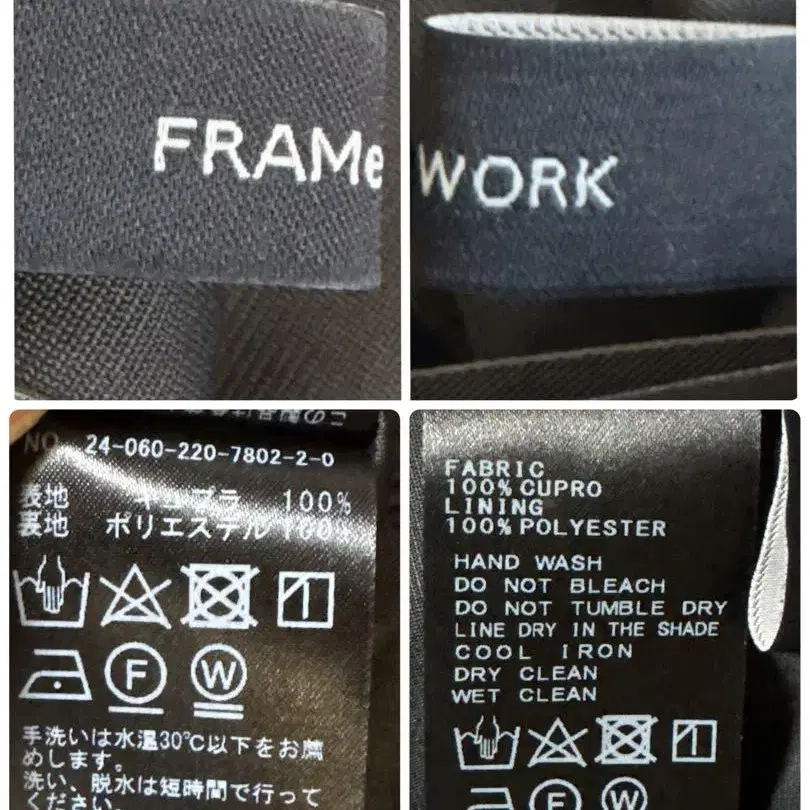 FRAMe
WORK
NO. 24-060-220-7802-2-0
表地 キュプラ 100%
裏地 ポリエステル 100%
F W
手洗いは水温30℃以下をお薦
めします。
洗い、脱水は短時間で行って
ください。
FABRIC
100% CUPRO
LINING
100% POLYESTER
HAND WASH
DO NOT BLEACH
DO NOT TUMBLE DRY
LINE DRY IN THE SHADE
COOL IRON
DRY CLEAN
WET CLEAN
F W